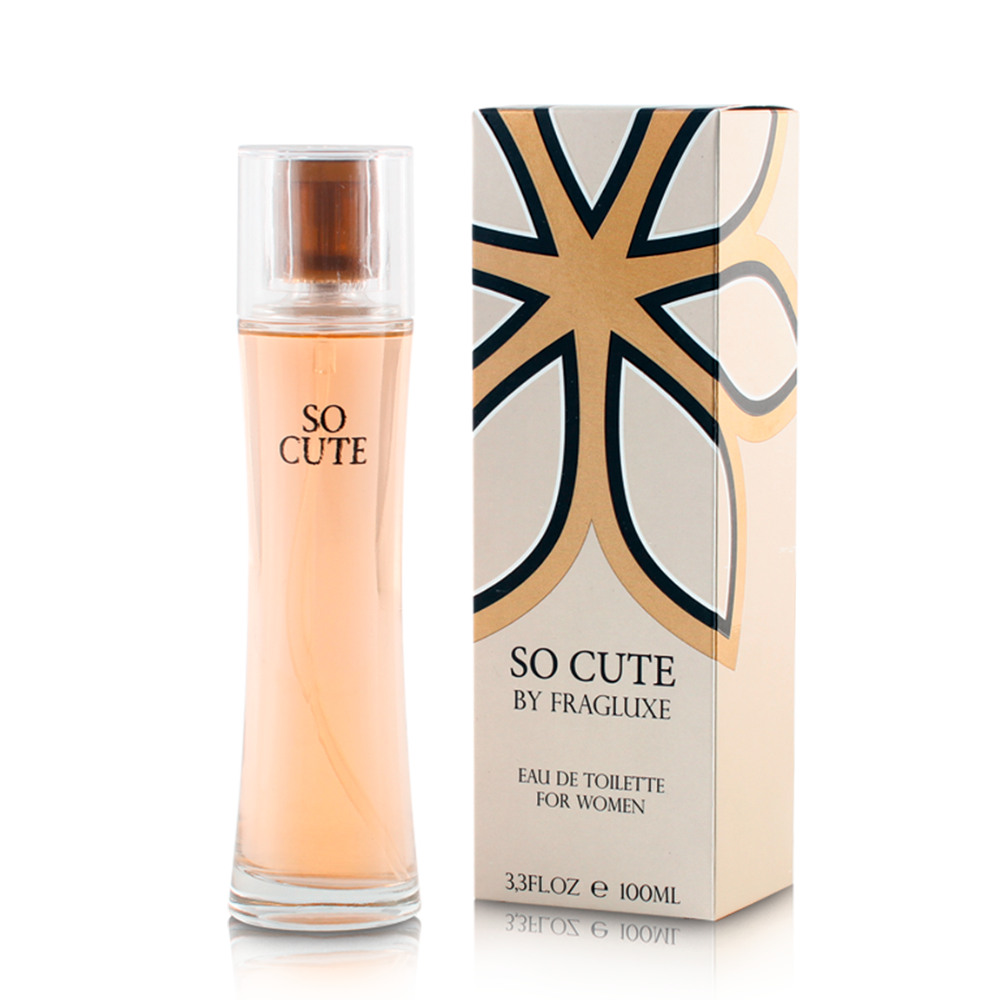 SO
CUTE
SO CUTE
BY FRAGLUXE
EAU DE TOILETTE
FOR WOMEN
3,3FL.OZ e 100ML